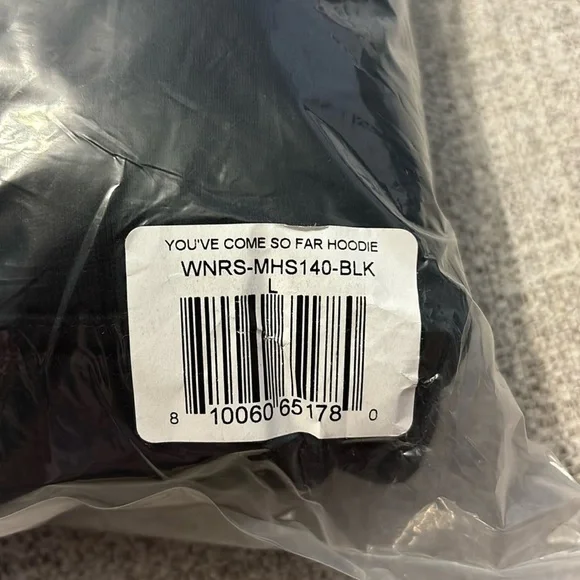 YOU'VE COME SO FAR HOODIE
WNRS-MHS140-BLK
L
8 10060 65178 0